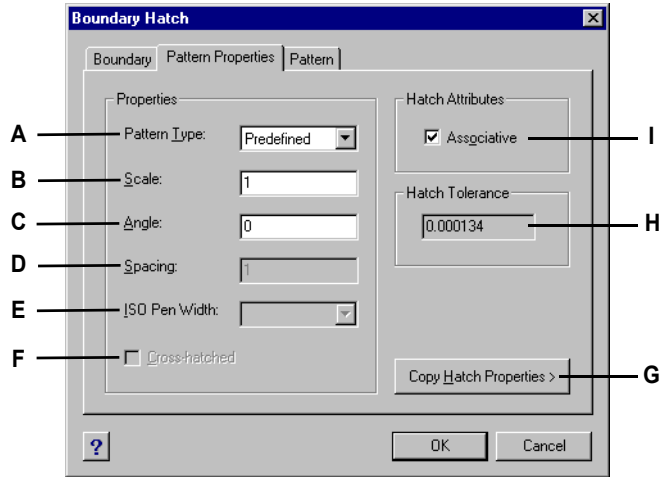 Boundary Hatch
Boundary Pattern Properties Pattern
Properties
A Pattern Type: Predefined
B Scale: 1
C Angle: 0
D Spacing: 1
E ISO Pen Width:
F Cross-hatched
Hatch Attributes
Associative I
Hatch Tolerance
0.000134 H
Copy Hatch Properties > G
? OK Cancel